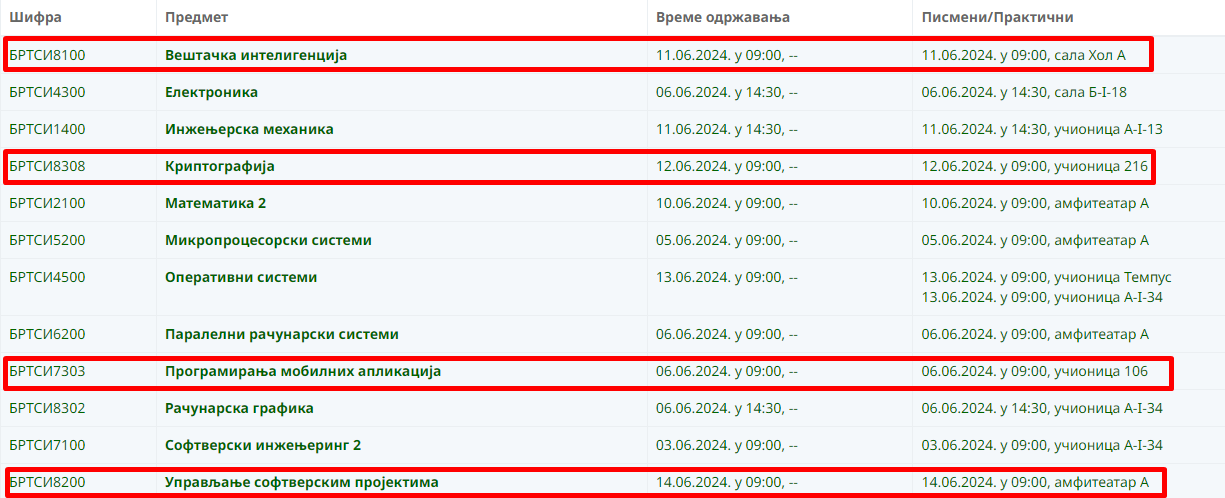 Шифра Предмет Време одржавања Писмени/Практични
БРТСИ8100 Вештачка интелигенција 11.06.2024. у 09:00, -- 11.06.2024. у 09:00, сала Хол А
БРТСИ4300 Електроника 06.06.2024. у 14:30, -- 06.06.2024. у 14:30, сала Б-I-18
БРТСИ1400 Инжењерска механика 11.06.2024. у 14:30, -- 11.06.2024. у 14:30, учионица А-I-13
БРТСИ8308 Криптографија 12.06.2024. у 09:00, -- 12.06.2024. у 09:00, учионица 216
БРТСИ2100 Математика 2 10.06.2024. у 09:00, -- 10.06.2024. у 09:00, амфитеатар А
БРТСИ5200 Микропроцесорски системи 05.06.2024. у 09:00, -- 05.06.2024. у 09:00, амфитеатар А
БРТСИ4500 Оперативни системи 13.06.2024. у 09:00, -- 13.06.2024. у 09:00, учионица Темпус
13.06.2024. у 09:00, учионица А-I-34
БРТСИ6200 Паралелни рачунарски системи 06.06.2024. у 09:00, -- 06.06.2024. у 09:00, амфитеатар А
БРТСИ7303 Програмирања мобилних апликација 06.06.2024. у 09:00, -- 06.06.2024. у 09:00, учионица 106
БРТСИ8302 Рачунарска графика 06.06.2024. у 14:30, -- 06.06.2024. у 14:30, учионица А-I-34
БРТСИ7100 Софтверски инжењеринг 2 03.06.2024. у 09:00, -- 03.06.2024. у 09:00, учионица А-I-34
БРТСИ8200 Управљање софтверским пројектима 14.06.2024. у 09:00, -- 14.06.2024. у 09:00, амфитеатар А